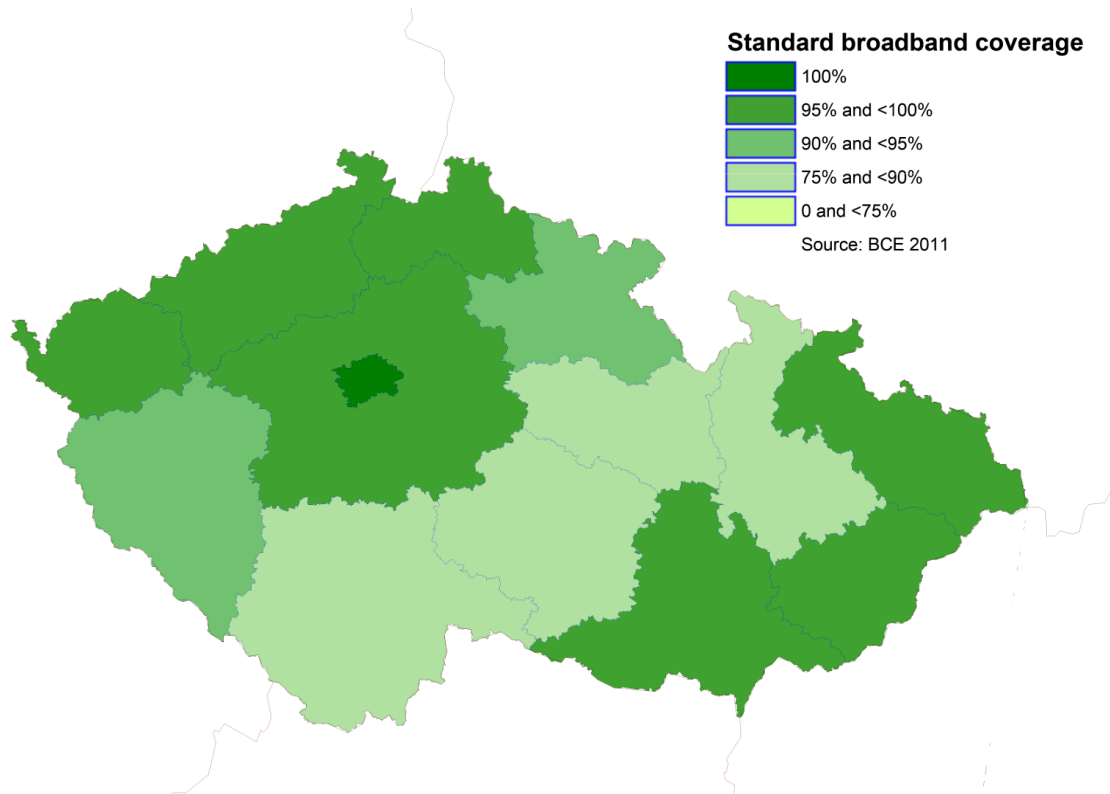 Standard broadband coverage
100%
95% and <100%
90% and <95%
75% and <90%
0 and <75%
Source: BCE 2011